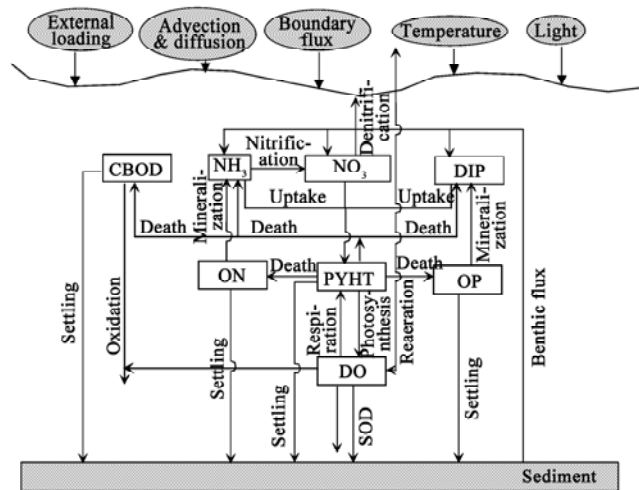 External
loading
Advection
& diffusion
Boundary
flux
Temperature
Light
Denitrifi-
cation
Nitrific-
ation
CBOD
NH3
NO3
DIP
Minerali-
zation
Uptake
Uptake
Minerali-
zation
Death
Death
Death
ON
Death
PYHT
Death
OP
Settling
Oxidation
Settling
Settling
Respi-
ration
Photosy-
nthesis
Reaeration
Settling
Benthic flux
DO
SOD
Sediment